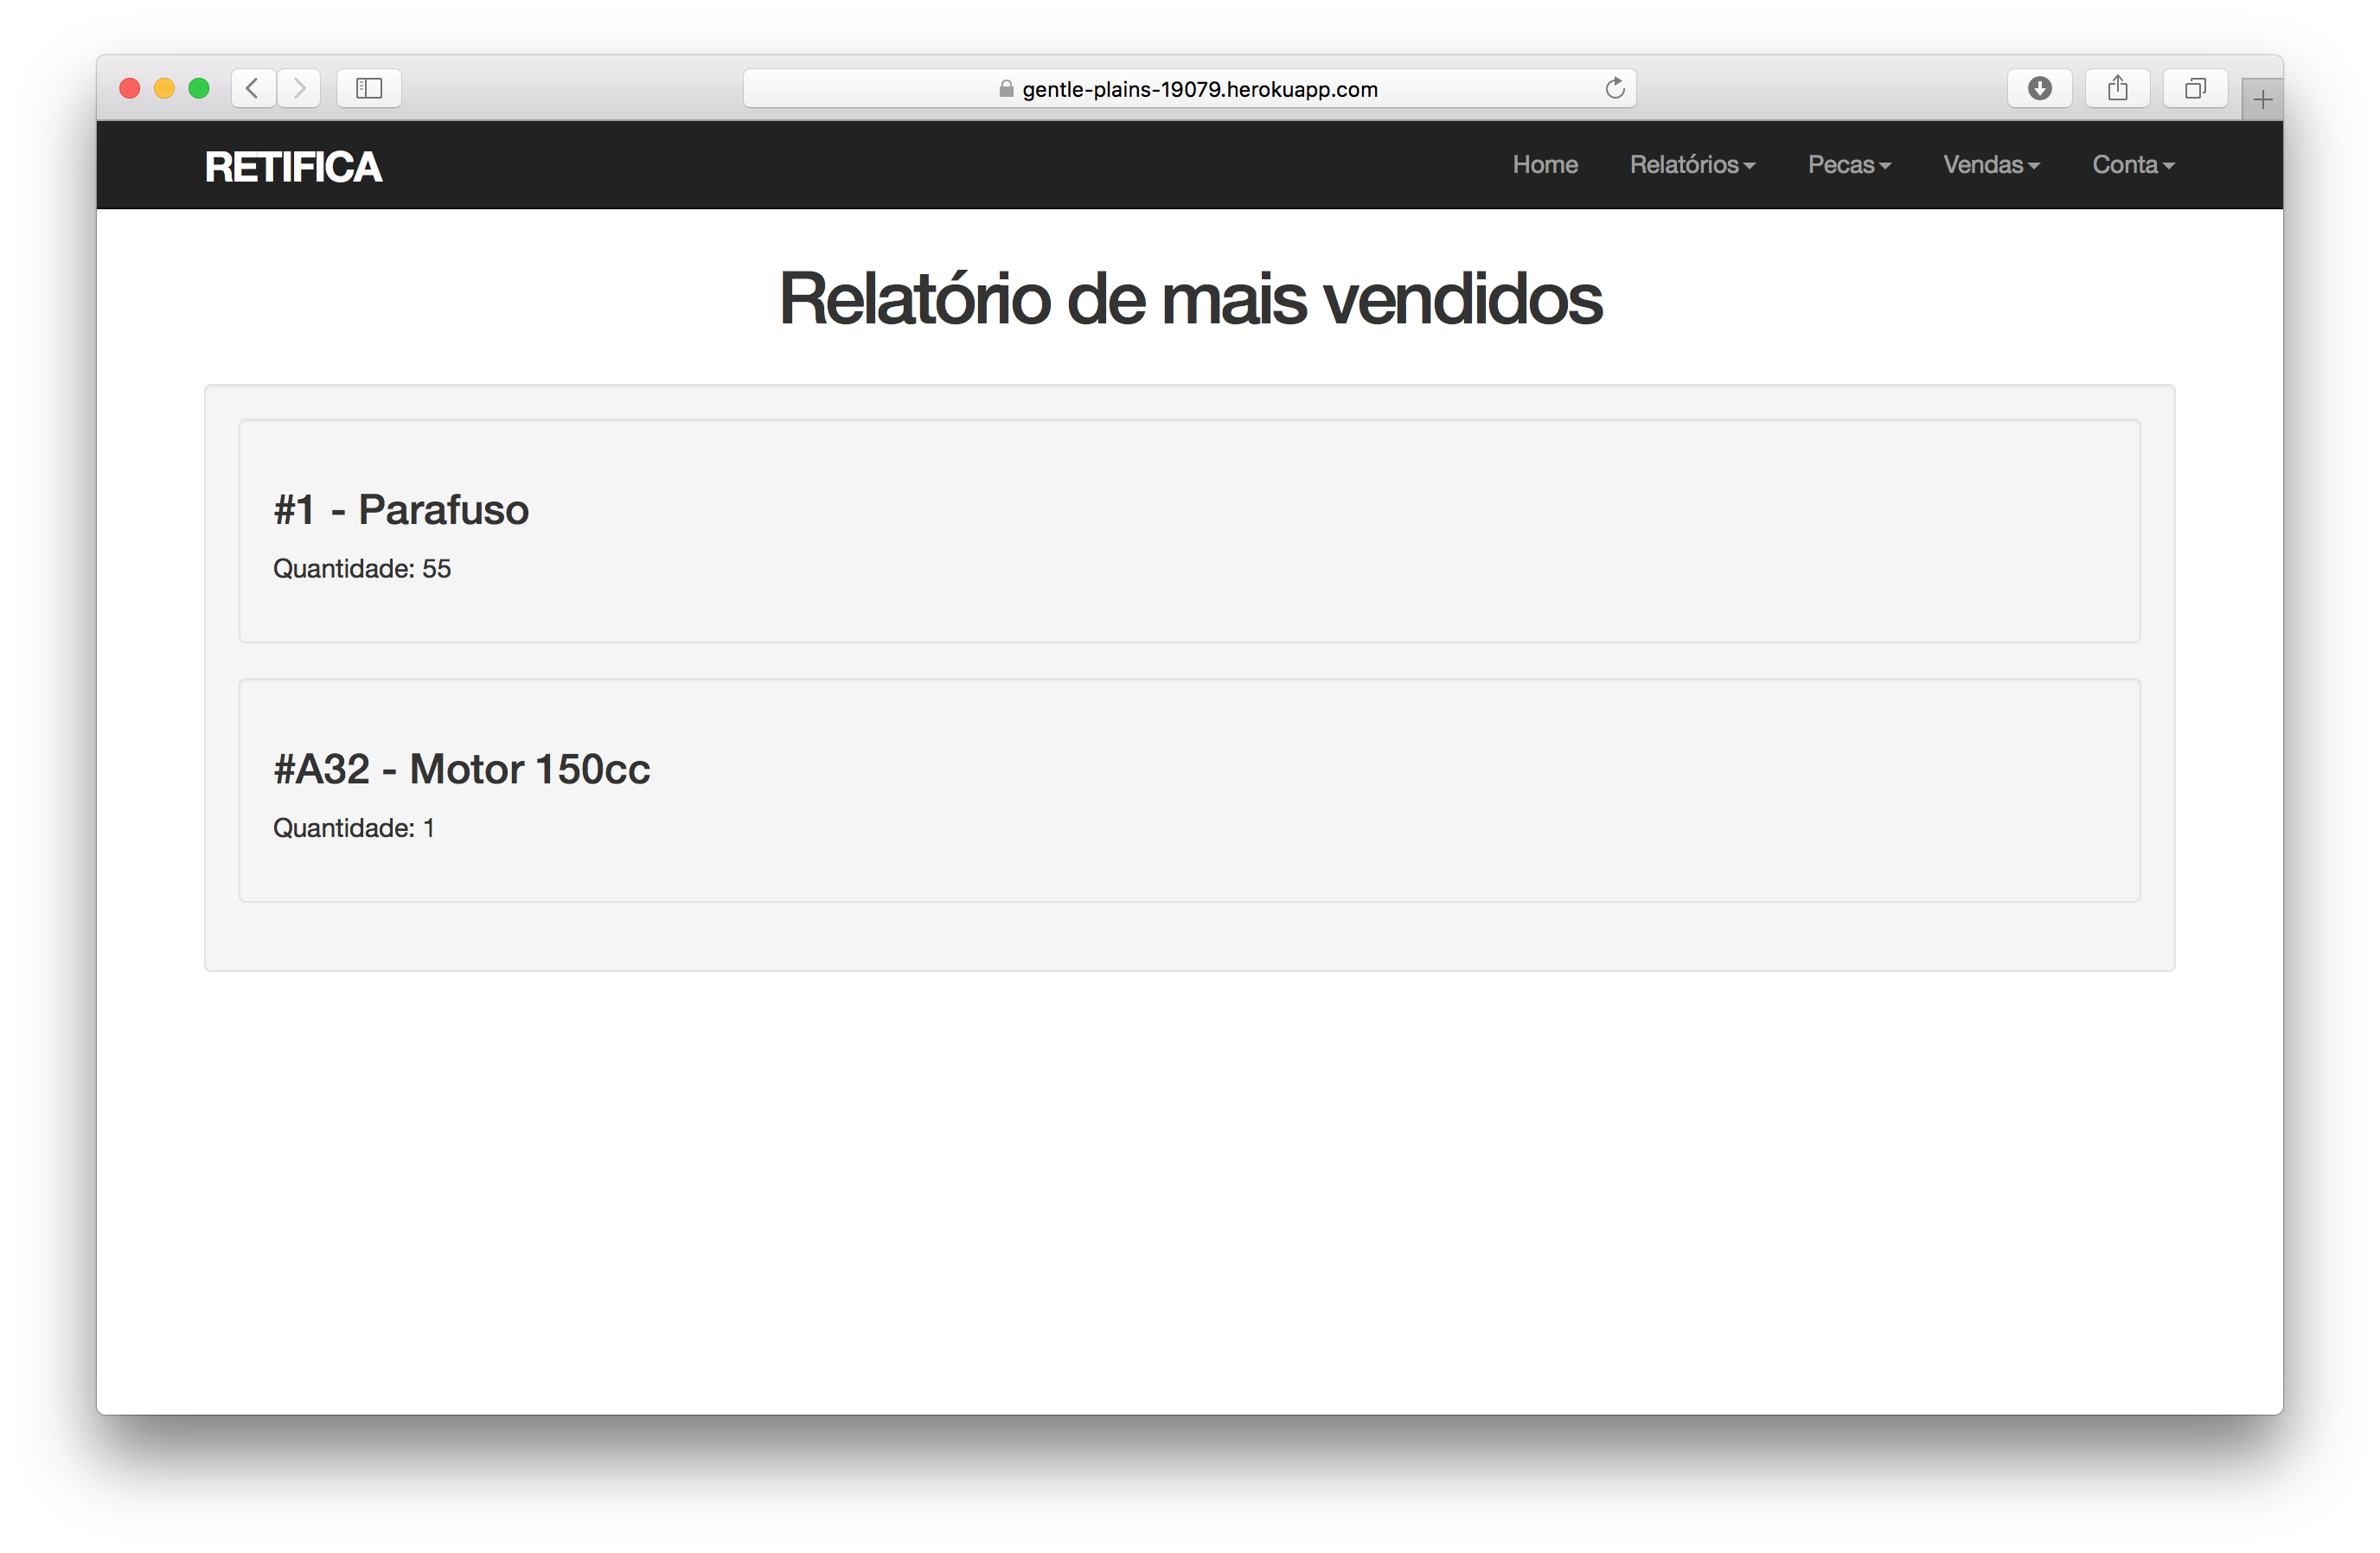 gentle-plains-19079.herokuapp.com
RETIFICA
Home Relatórios Pecas Vendas Conta
Relatório de mais vendidos
#1 - Parafuso
Quantidade: 55
#A32 - Motor 150cc
Quantidade: 1